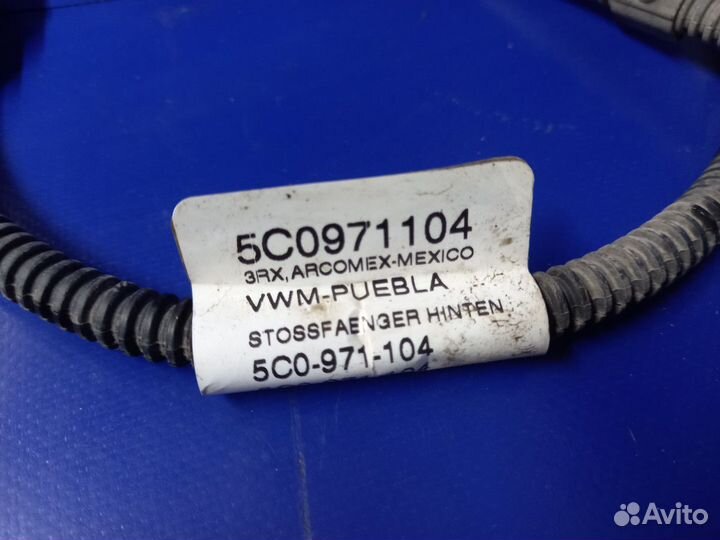 5C0971104
3RX, ARCOMEX-MEXICO
VWM-PUEBLA
STOSSFAENGER HINTEN
5C0-971-104
Avito